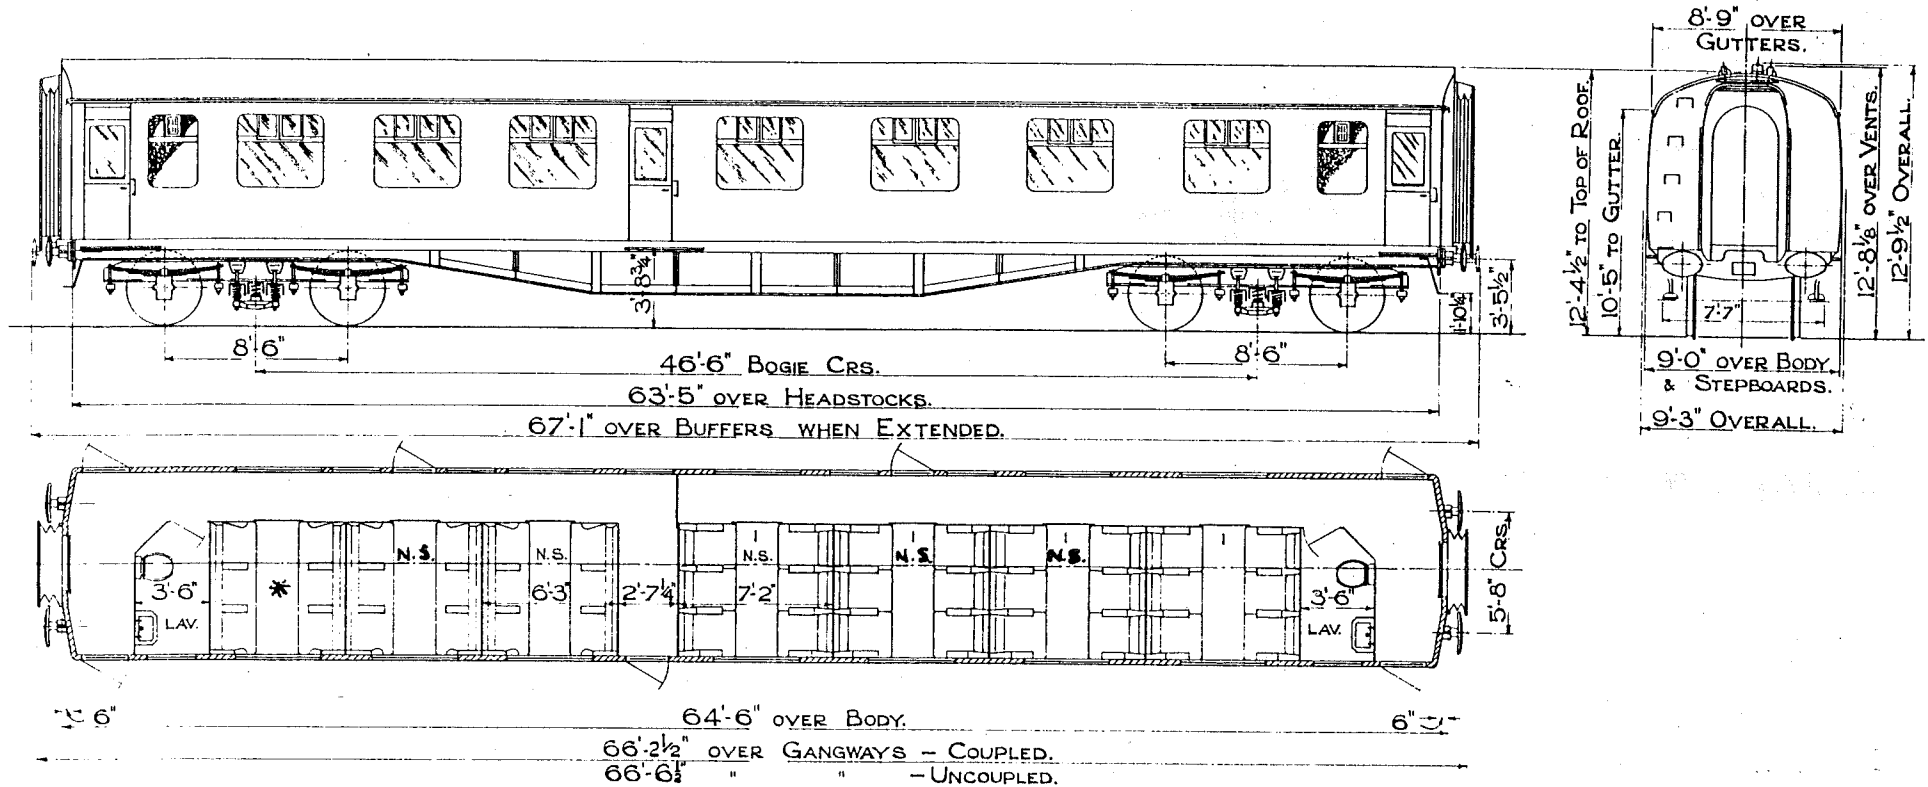 8'-9" OVER
GUTTERS.
12'-4½" TO TOP OF ROOF.
10'-5" TO GUTTER.
12'-8⅛" OVER VENTS.
12'-9½" OVERALL.
3'-8¾"
1'-10¼"
3'-5½"
7'-7"
8'-6"
8'-6"
46'-6" BOGIE CRS.
63'-5" OVER HEADSTOCKS.
67'-1" OVER BUFFERS WHEN EXTENDED.
9'-0" OVER BODY
& STEPBOARDS.
9'-3" OVERALL.
N.S. N.S. 1 N.S. 1 N.S. 1 N.S. 1
3'-6" * 6'-3" 2'-7¼" 7'-2" 3'-6"
LAV. LAV.
5'-8" CRS.
6" 64'-6" OVER BODY. 6"
66'-2½" OVER GANGWAYS – COUPLED.
66'-6½" " " – UNCOUPLED.